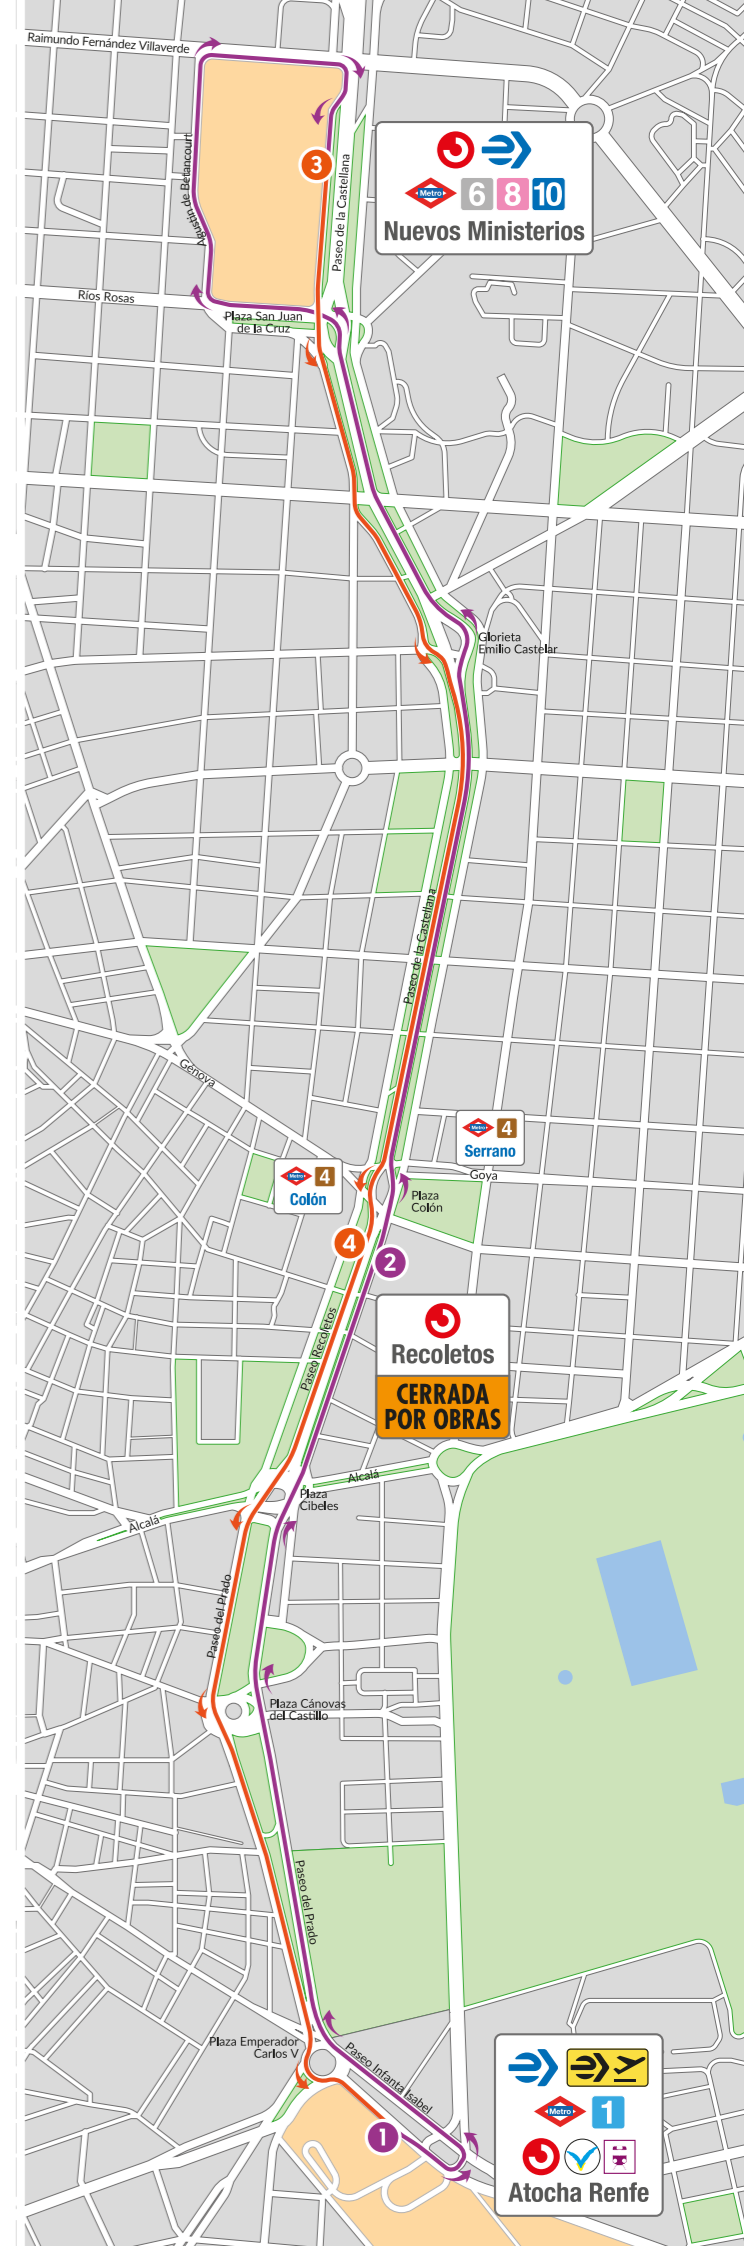 Raimundo Fernández Villaverde
3
Agustín de Betancourt
Paseo de la Castellana
Metro
6
8
10
Nuevos Ministerios
Ríos Rosas
Plaza San Juan
de la Cruz
Glorieta
Emilio Castelar
Paseo de la Castellana
Génova
Metro
4
Serrano
Goya
Metro
4
Colón
Plaza
Colón
4
2
Recoletos
CERRADA
POR OBRAS
Paseo Recoletos
Alcalá
Plaza
Cibeles
Alcalá
Paseo del Prado
Plaza Cánovas
del Castillo
Paseo del Prado
Plaza Emperador
Carlos V
Paseo Infanta Isabel
1
Metro
1
Atocha Renfe